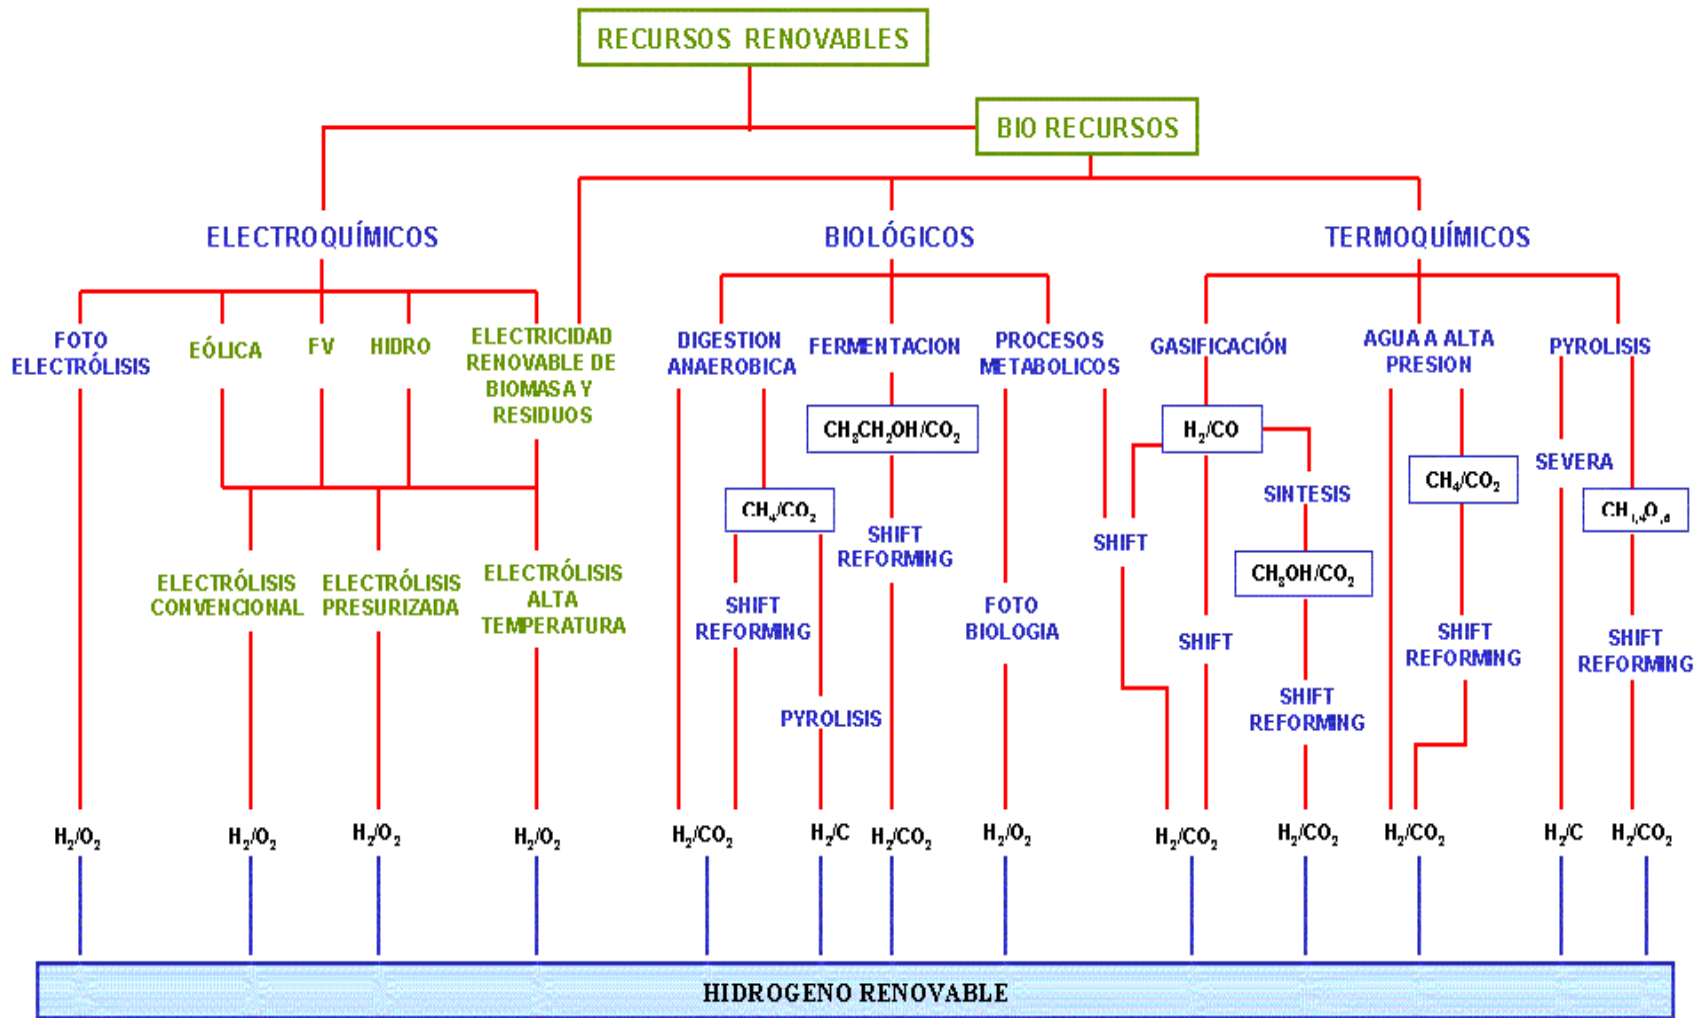 RECURSOS RENOVABLES
BIO RECURSOS
ELECTROQUÍMICOS
BIOLÓGICOS
TERMOQUÍMICOS
FOTO
ELECTRÓLISIS
EÓLICA
FV
HIDRO
ELECTRICIDAD
RENOVABLE DE
BIOMASA Y
RESIDUOS
DIGESTION
ANAEROBICA
FERMENTACION
PROCESOS
METABOLICOS
GASIFICACIÓN
AGUA A ALTA
PRESION
PYROLISIS
CH₃CH₂OH/CO₂
H₂/CO
SEVERA
CH₄/CO₂
SINTESIS
CH₄/CO₂
CH₁,₄O,₆
SHIFT
REFORMING
SHIFT
CH₃OH/CO₂
ELECTRÓLISIS
CONVENCIONAL
ELECTRÓLISIS
PRESURIZADA
ELECTRÓLISIS
ALTA
TEMPERATURA
SHIFT
REFORMING
FOTO
BIOLOGIA
SHIFT
SHIFT
REFORMING
SHIFT
REFORMING
PYROLISIS
SHIFT
REFORMING
H₂/O₂
H₂/O₂
H₂/O₂
H₂/O₂
H₂/CO₂
H₂/C
H₂/CO₂
H₂/O₂
H₂/CO₂
H₂/CO₂
H₂/CO₂
H₂/C
H₂/CO₂
HIDROGENO RENOVABLE